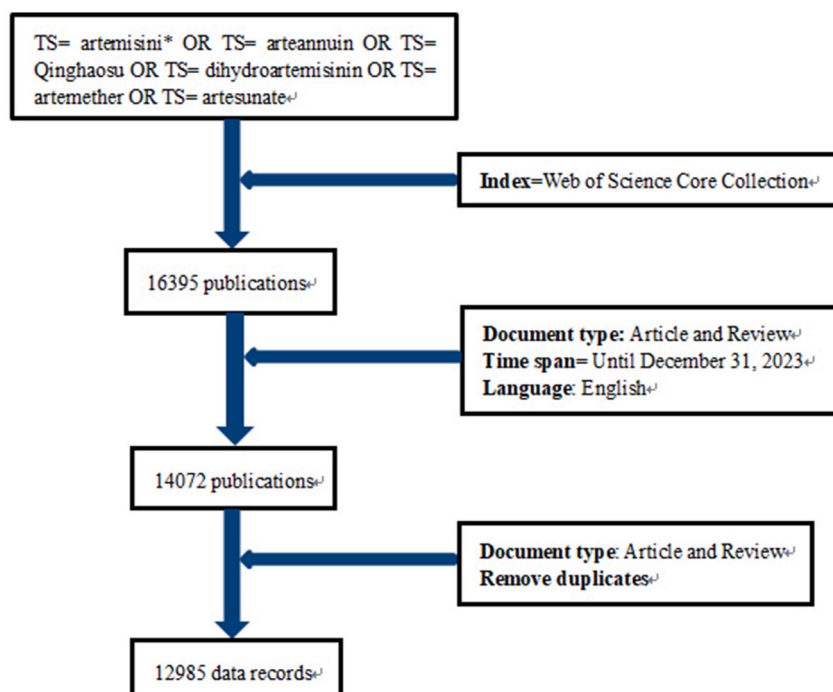 TS= artemisini* OR TS= arteannuin OR TS=
Qinghaosu OR TS= dihydroartemisinin OR TS=
artemether OR TS= artesunate↵
Index=Web of Science Core Collection↵
16395 publications↵
Document type: Article and Review↵
Time span= Until December 31, 2023↵
Language: English↵
14072 publications↵
Document type: Article and Review↵
Remove duplicates↵
12985 data records↵